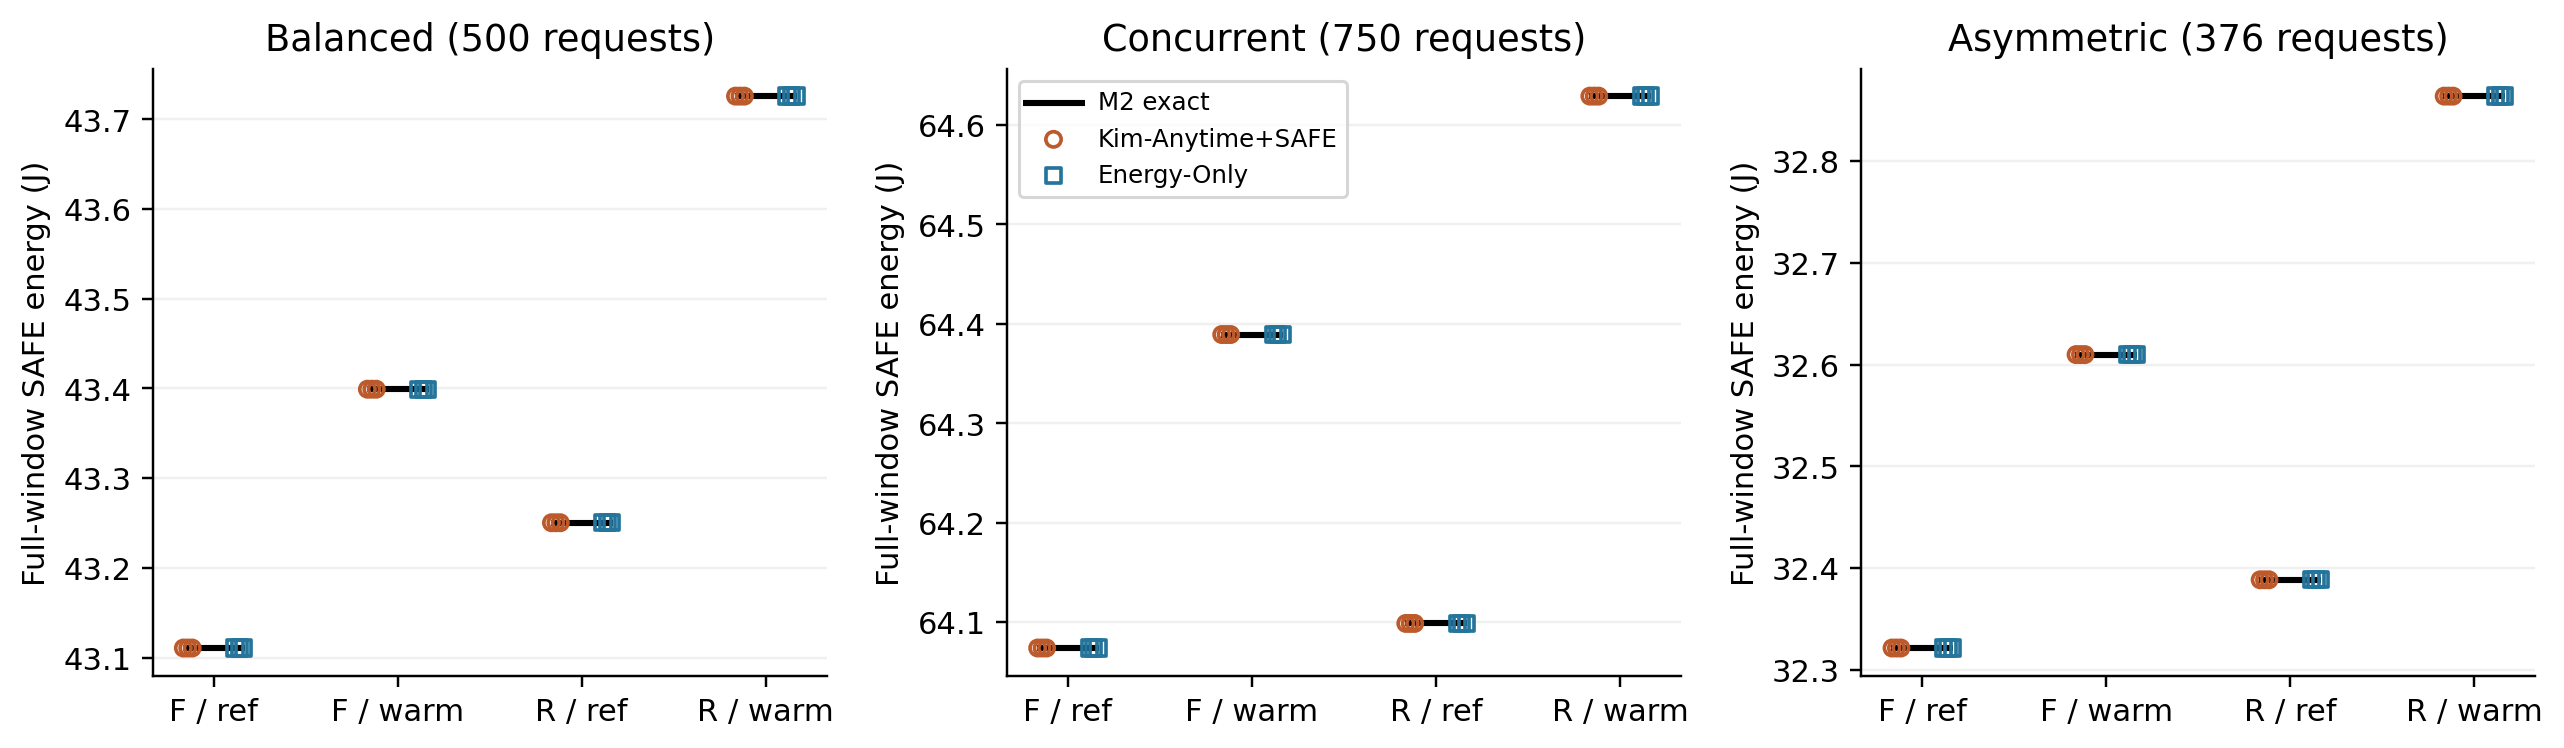 Balanced (500 requests)
Full-window SAFE energy (J)
43.7
43.6
43.5
43.4
43.3
43.2
43.1
F / ref
F / warm
R / ref
R / warm
Concurrent (750 requests)
M2 exact
Kim-Anytime+SAFE
Energy-Only
Full-window SAFE energy (J)
64.6
64.5
64.4
64.3
64.2
64.1
F / ref
F / warm
R / ref
R / warm
Asymmetric (376 requests)
Full-window SAFE energy (J)
32.8
32.7
32.6
32.5
32.4
32.3
F / ref
F / warm
R / ref
R / warm